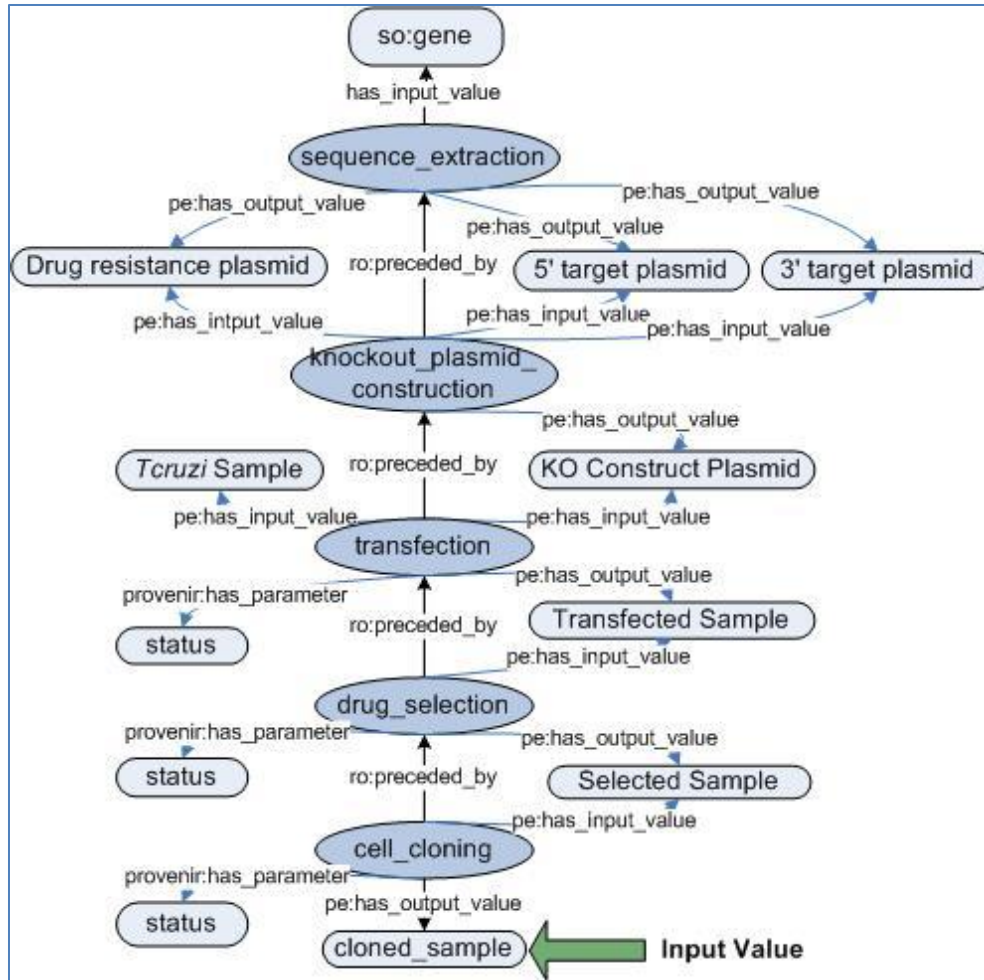 so:gene
has_input_value
sequence_extraction
pe:has_output_value
pe:has_output_value
pe:has_output_value
Drug resistance plasmid
ro:preceded_by
5' target plasmid
3' target plasmid
pe:has_intput_value
pe:has_input_value
pe:has_input_value
knockout_plasmid_
construction
pe:has_output_value
Tcruzi Sample
ro:preceded_by
KO Construct Plasmid
pe:has_input_value
pe:has_input_value
transfection
pe:has_output_value
provenir:has_parameter
ro:preceded_by
Transfected Sample
status
pe:has_input_value
drug_selection
provenir:has_parameter
pe:has_output_value
status
ro:preceded_by
Selected Sample
pe:has_input_value
cell_cloning
provenir:has_parameter
pe:has_output_value
status
cloned_sample
Input Value